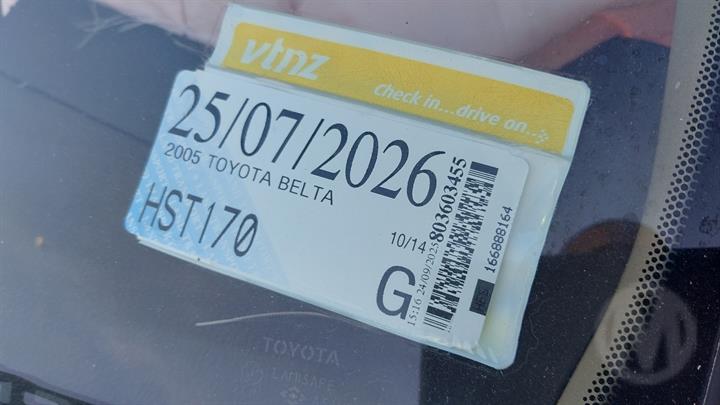 vtnz
check in...drive on...
25/07/2026
2005 TOYOTA BELTA
HST170
10/14
G
15:16 24/09/2025
803603455
166888164
TOYOTA
LAMISAFE